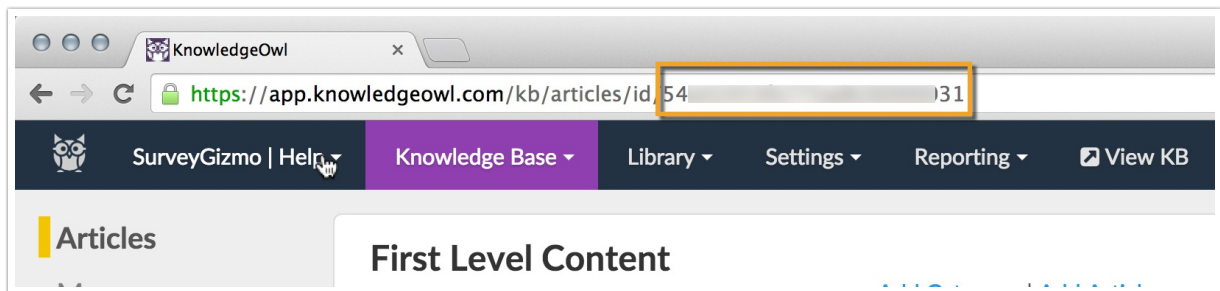 KnowledgeOwl ×
https://app.knowledgeowl.com/kb/articles/id/54 31
SurveyGizmo | Help Knowledge Base Library Settings Reporting View KB
Articles
First Level Content